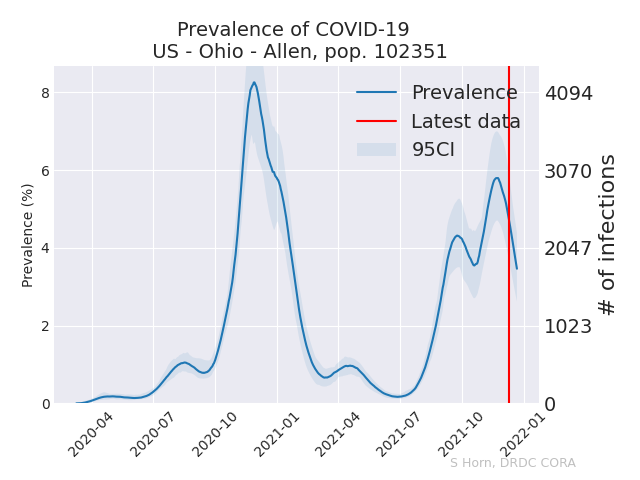 Prevalence of COVID-19
US - Ohio - Allen, pop. 102351
Prevalence
Latest data
95CI
8
6
4
2
0
Prevalence (%)
4094
3070
2047
1023
0
# of infections
2020-04
2020-07
2020-10
2021-01
2021-04
2021-07
2021-10
2022-01
S Horn, DRDC CORA